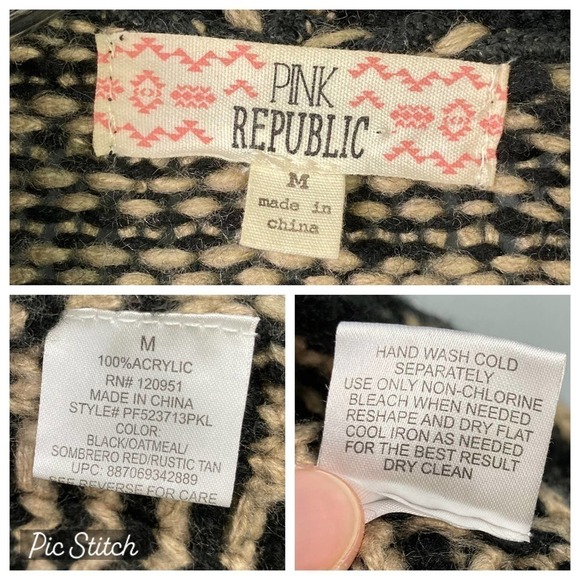 PINK
REPUBLIC
M
made in
china
M
100%ACRYLIC
RN# 120951
MADE IN CHINA
STYLE# PF523713PKL
COLOR:
BLACK/OATMEAL/
SOMBRERO RED/RUSTIC TAN
UPC: 887069342889
SEE REVERSE FOR CARE
HAND WASH COLD
SEPARATELY
USE ONLY NON-CHLORINE
BLEACH WHEN NEEDED
RESHAPE AND DRY FLAT
COOL IRON AS NEEDED
FOR THE BEST RESULT
DRY CLEAN
Pic Stitch